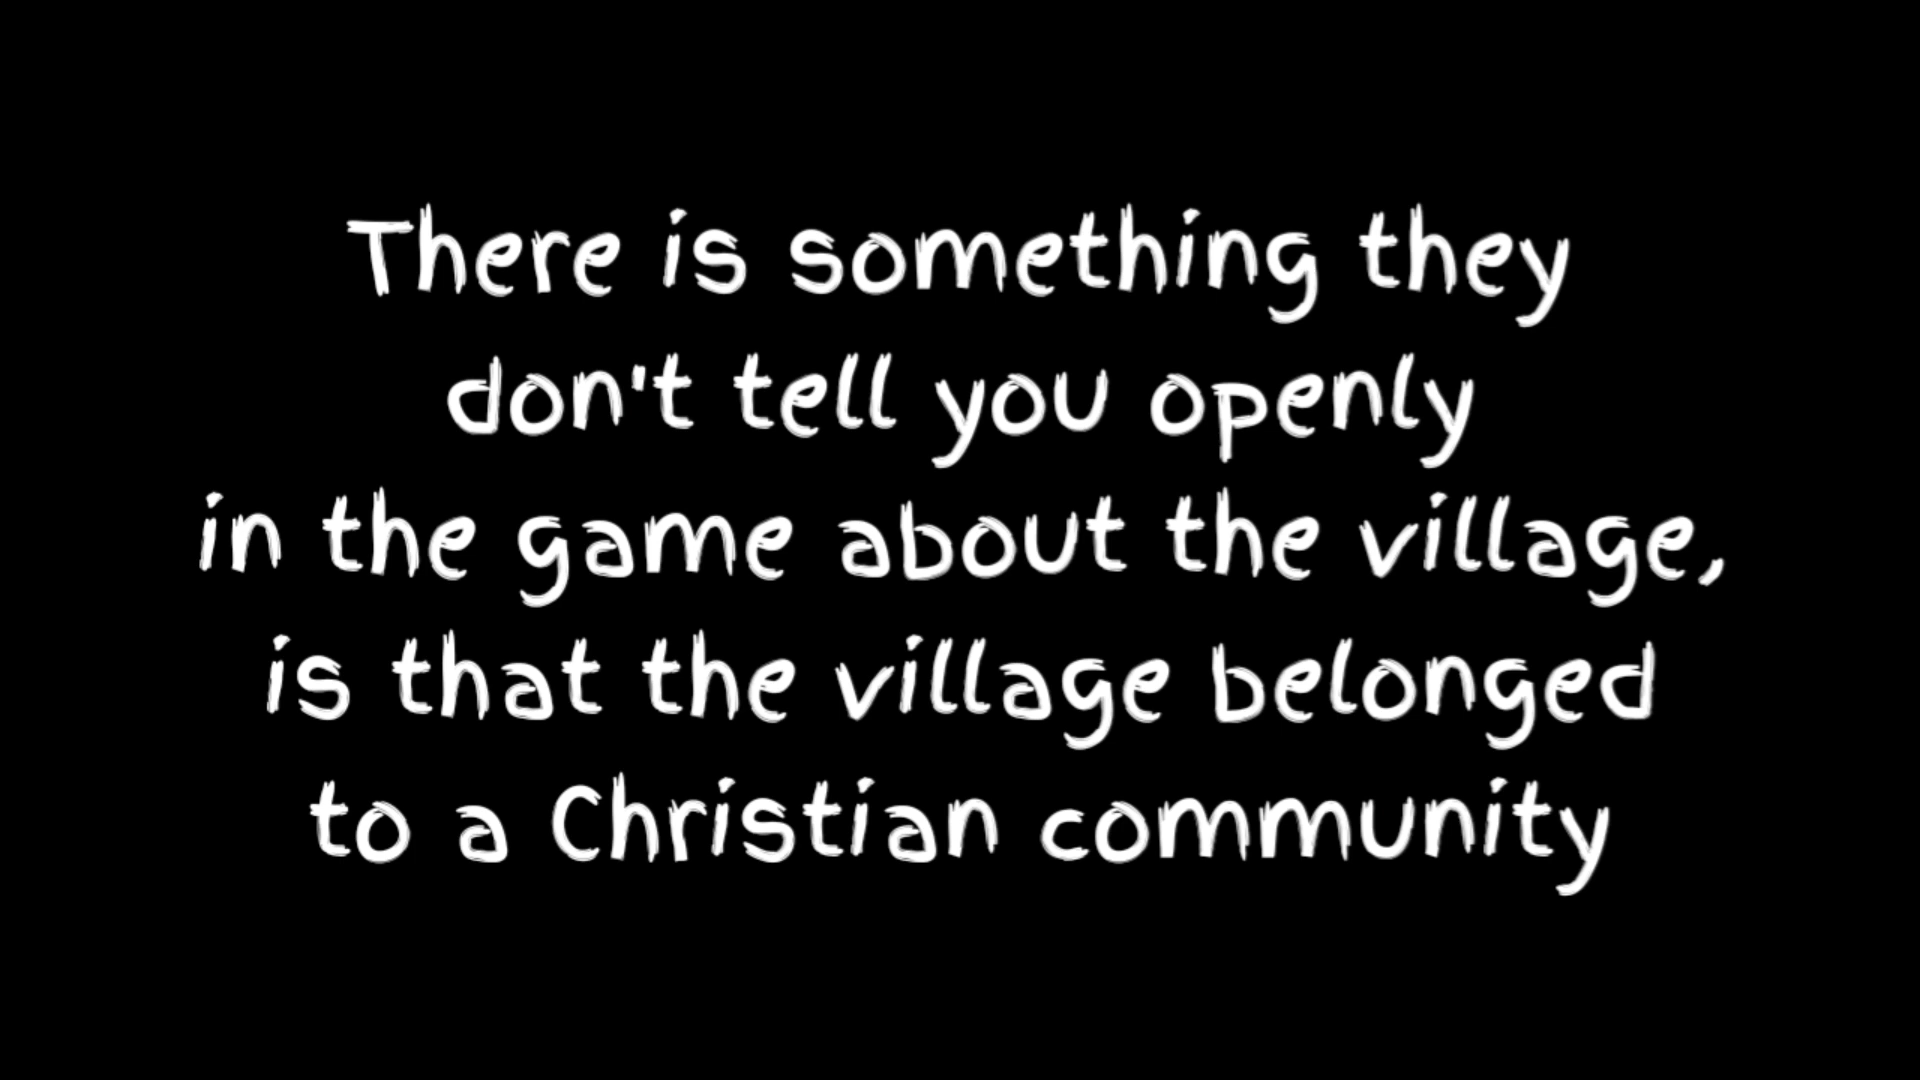 There is something they
don't tell you openly
in the game about the village,
is that the village belonged
to a Christian community